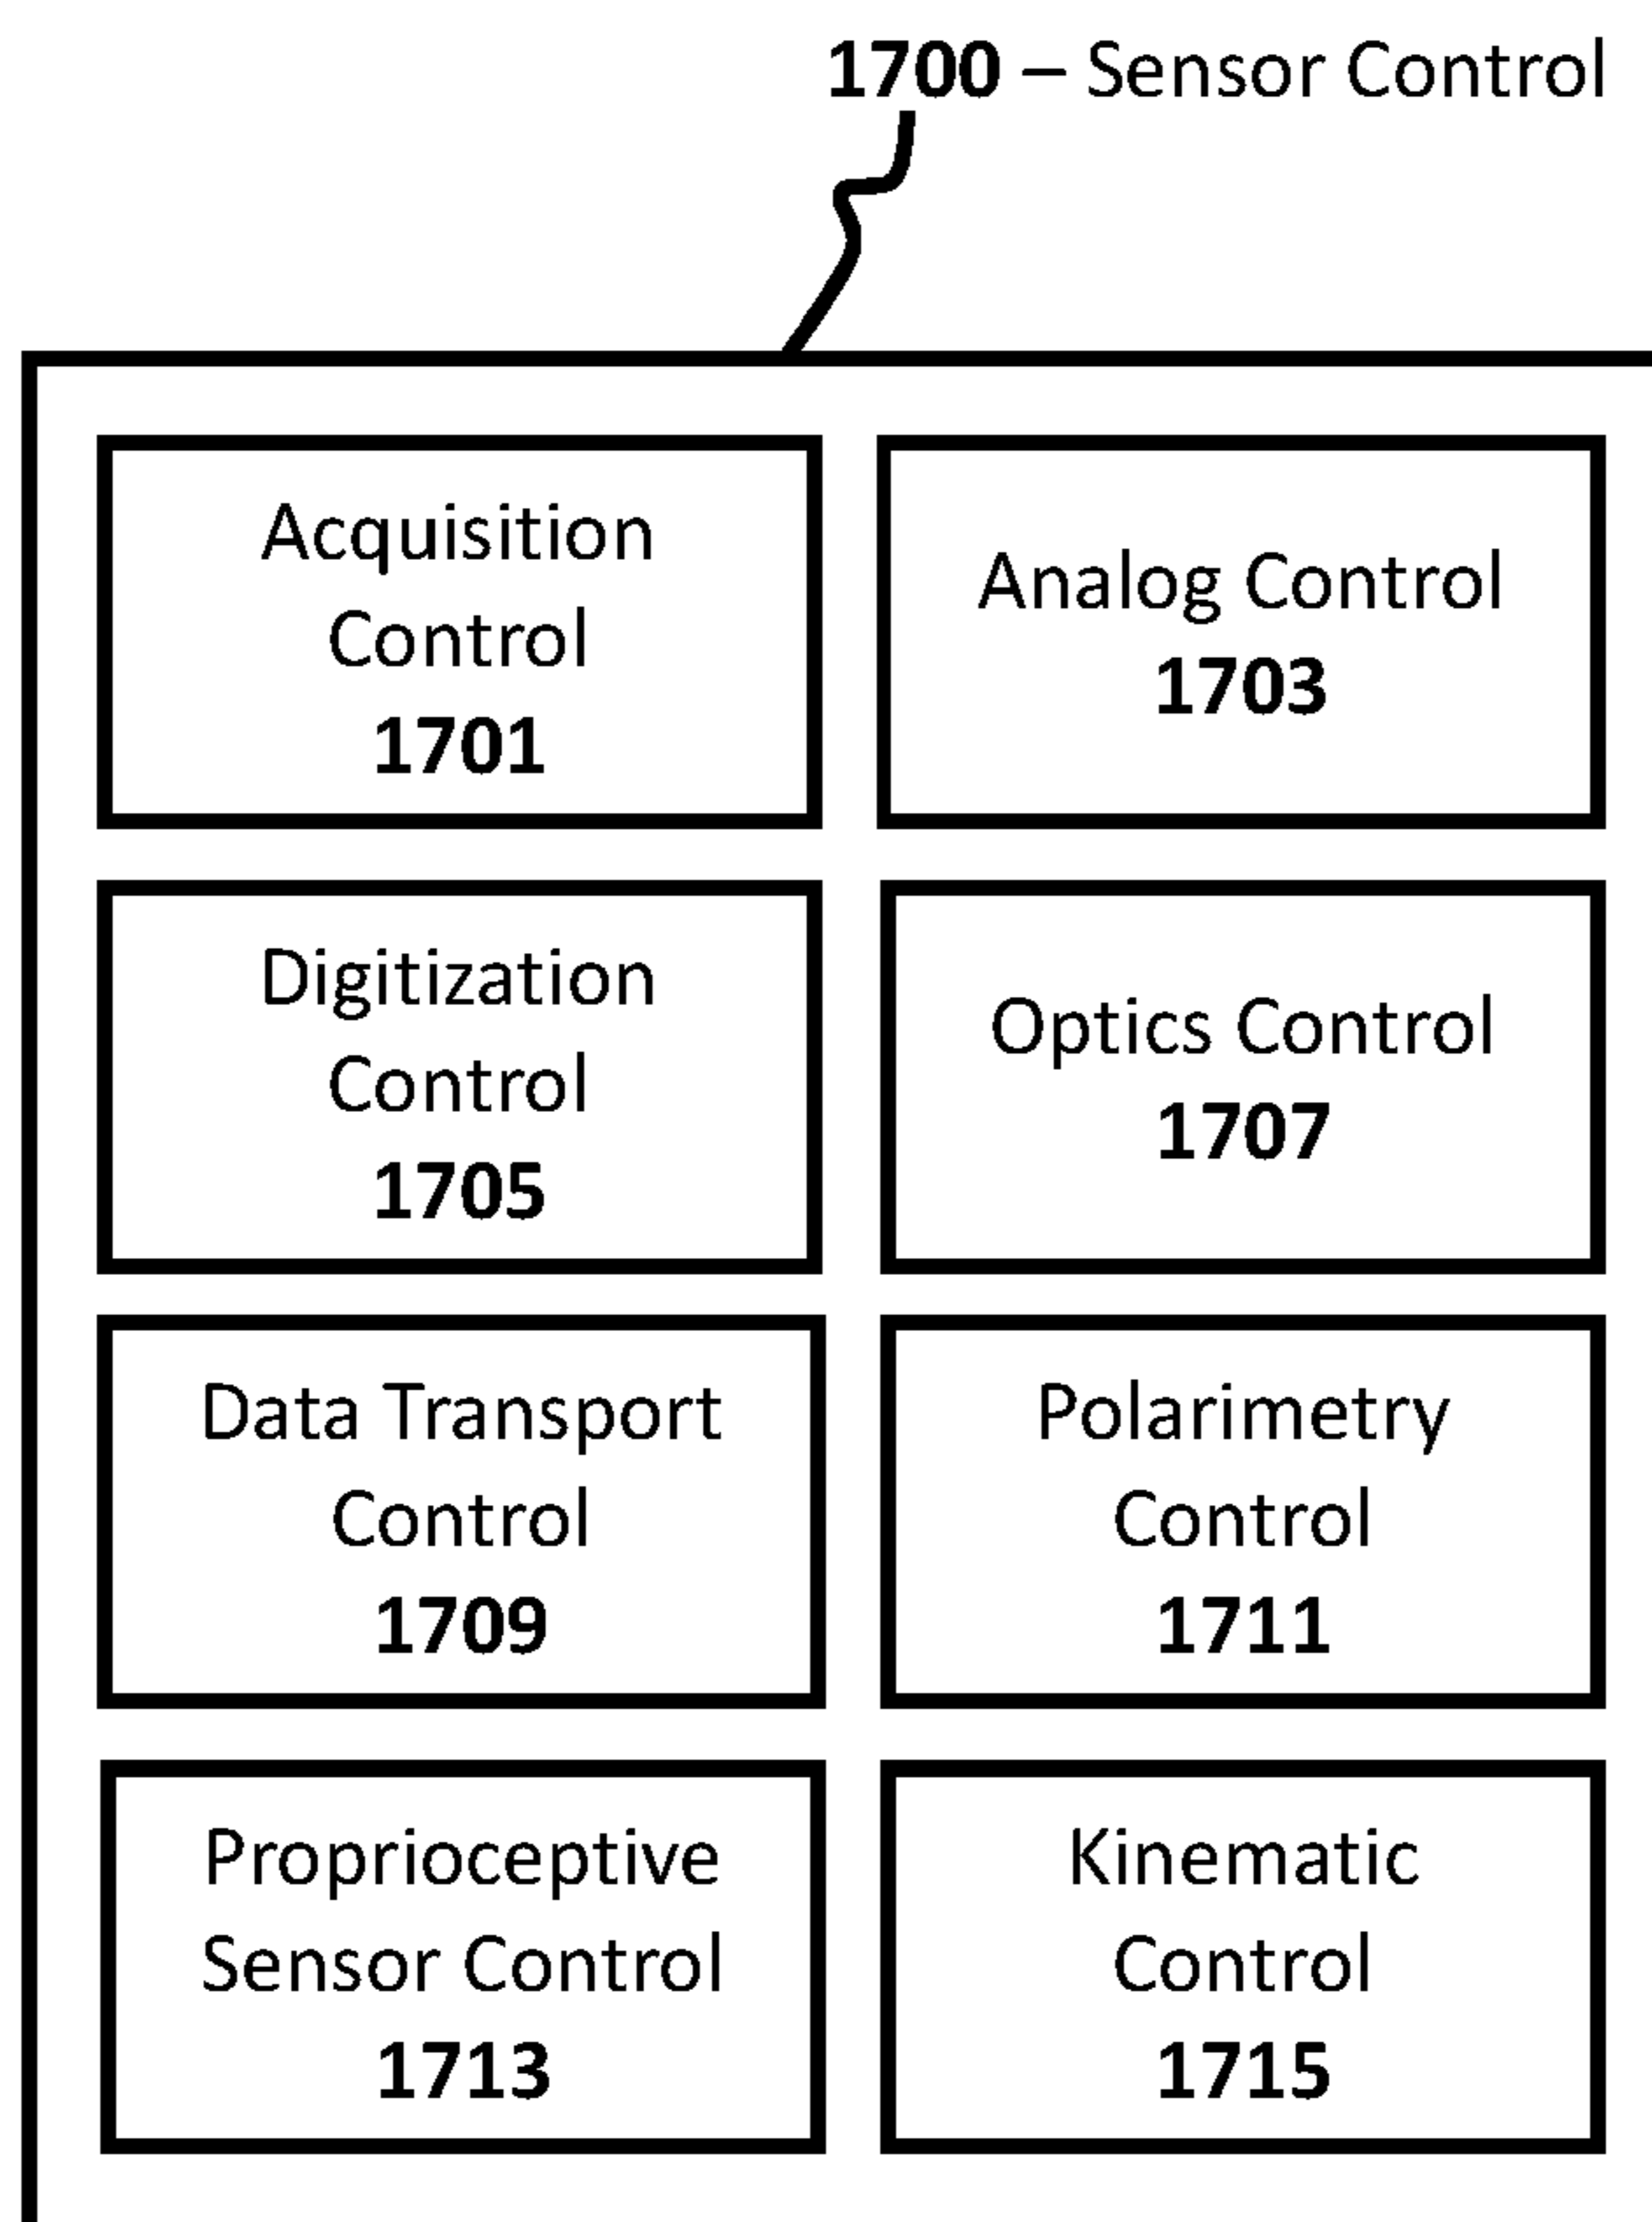 1700 – Sensor Control
Acquisition
Control
1701
Analog Control
1703
Digitization
Control
1705
Optics Control
1707
Data Transport
Control
1709
Polarimetry
Control
1711
Proprioceptive
Sensor Control
1713
Kinematic
Control
1715